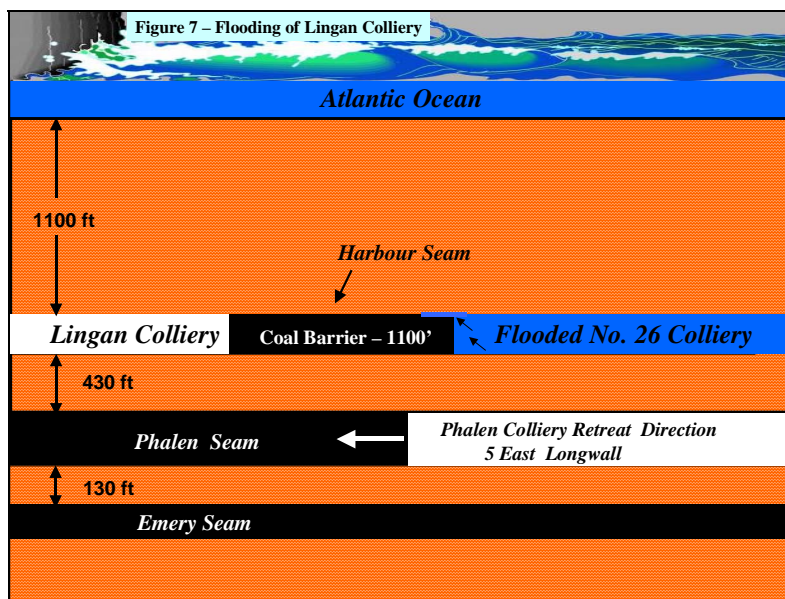 Figure 7 – Flooding of Lingan Colliery
Atlantic Ocean
1100 ft
Harbour Seam
Lingan Colliery
Coal Barrier – 1100’
Flooded No. 26 Colliery
430 ft
Phalen Seam
Phalen Colliery Retreat Direction
5 East Longwall
130 ft
Emery Seam